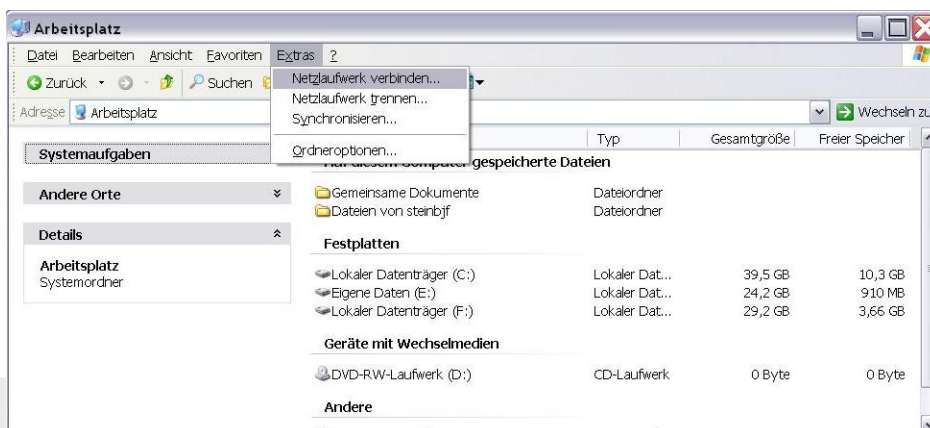 Arbeitsplatz
Datei Bearbeiten Ansicht Favoriten Extras ?
Zurück Suchen
Netzlaufwerk verbinden...
Netzlaufwerk trennen...
Synchronisieren...
Ordneroptionen...
Adresse Arbeitsplatz Wechseln zu
Typ Gesamtgröße Freier Speicher
Systemaufgaben
Andere Orte
Details
Arbeitsplatz
Systemordner
Auf diesem Computer gespeicherte Dateien
Gemeinsame Dokumente Dateiordner
Dateien von steinbjf Dateiordner
Festplatten
Lokaler Datenträger (C:) Lokaler Dat... 39,5 GB 10,3 GB
Eigene Daten (E:) Lokaler Dat... 24,2 GB 910 MB
Lokaler Datenträger (F:) Lokaler Dat... 29,2 GB 3,66 GB
Geräte mit Wechselmedien
DVD-RW-Laufwerk (D:) CD-Laufwerk 0 Byte 0 Byte
Andere